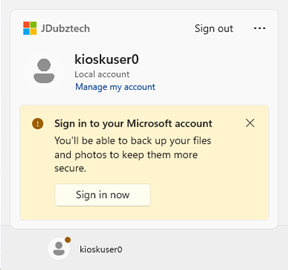 JDubztech Sign out ...
kioskuser0
Local account
Manage my account
Sign in to your Microsoft account
You'll be able to back up your files
and photos to keep them more
secure.
Sign in now
kioskuser0